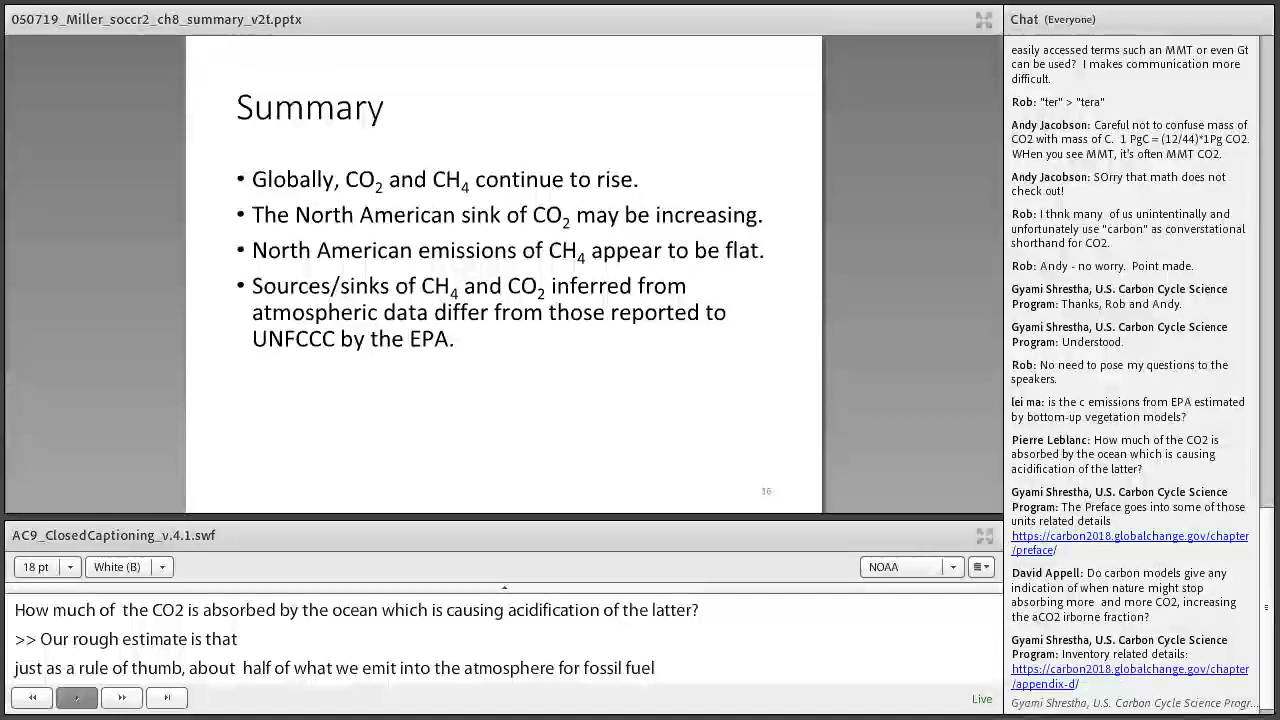 050719_Miller_soccr2_ch8_summary_v2t.pptx
Summary
• Globally, CO2 and CH4 continue to rise.
• The North American sink of CO2 may be increasing.
• North American emissions of CH4 appear to be flat.
• Sources/sinks of CH4 and CO2 inferred from
atmospheric data differ from those reported to
UNFCCC by the EPA.
16
AC9_ClosedCaptioning_v.4.1.swf
18 pt
White (B)
NOAA
How much of the CO2 is absorbed by the ocean which is causing acidification of the latter?
>> Our rough estimate is that
just as a rule of thumb, about half of what we emit into the atmosphere for fossil fuel
Live
Chat (Everyone)
easily accessed terms such an MMT or even Gt
can be used? I makes communication more
difficult.
Rob: "ter" > "tera"
Andy Jacobson: Careful not to confuse mass of
CO2 with mass of C. 1 PgC = (12/44)*1Pg CO2.
WHen you see MMT, it's often MMT CO2.
Andy Jacobson: SOrry that math does not
check out!
Rob: I thnk many of us unintentinally and
unfortunately use "carbon" as converstational
shorthand for CO2.
Rob: Andy - no worry. Point made.
Gyami Shrestha, U.S. Carbon Cycle Science
Program: Thanks, Rob and Andy.
Gyami Shrestha, U.S. Carbon Cycle Science
Program: Understood.
Rob: No need to pose my questions to the
speakers.
lei ma: is the c emissions from EPA estimated
by bottom-up vegetation models?
Pierre Leblanc: How much of the CO2 is
absorbed by the ocean which is causing
acidification of the latter?
Gyami Shrestha, U.S. Carbon Cycle Science
Program: The Preface goes into some of those
units related details
https://carbon2018.globalchange.gov/chapter
/preface/
David Appell: Do carbon models give any
indication of when nature might stop
absorbing more and more CO2, increasing
the aCO2 irborne fraction?
Gyami Shrestha, U.S. Carbon Cycle Science
Program: Inventory related details:
https://carbon2018.globalchange.gov/chapter
/appendix-d/
Gyami Shrestha, U.S. Carbon Cycle Science Progr...